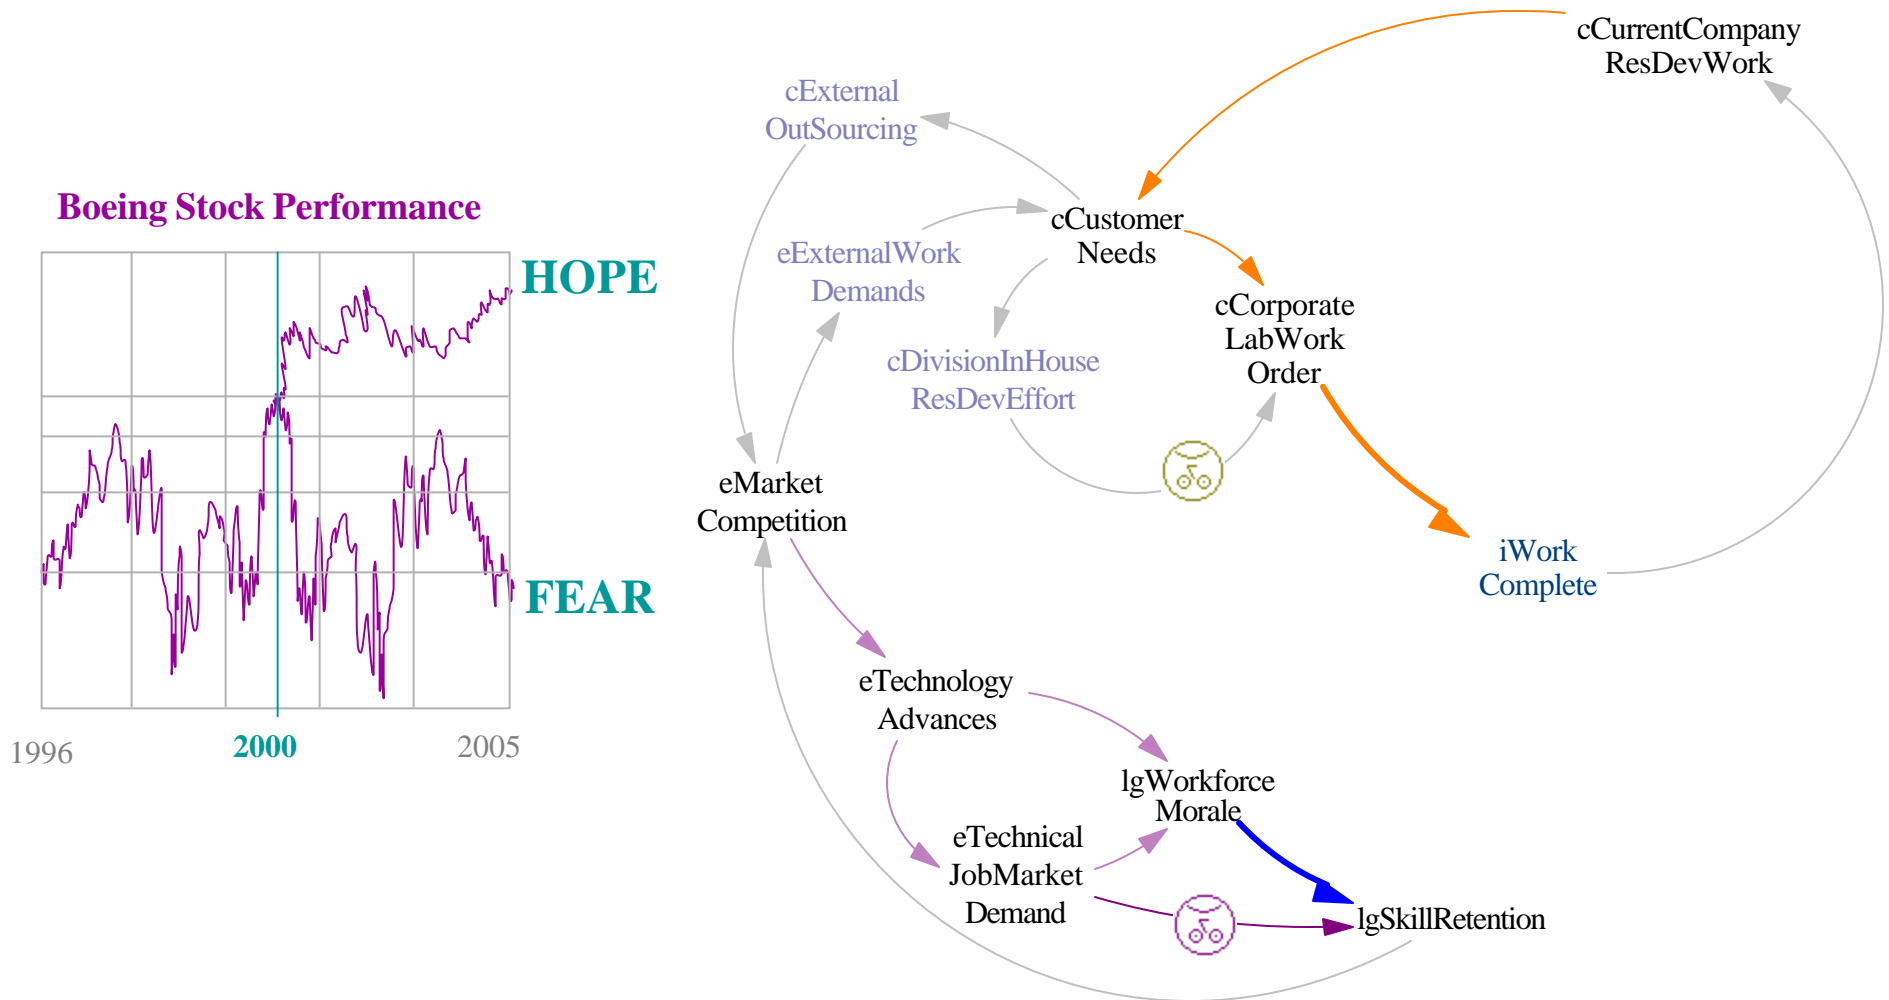 Boeing Stock Performance
HOPE
FEAR
1996
2000
2005
cCurrentCompany
ResDevWork
cExternal
OutSourcing
cCustomer
Needs
eExternalWork
Demands
cCorporate
LabWork
Order
cDivisionInHouse
ResDevEffort
eMarket
Competition
iWork
Complete
eTechnology
Advances
lgWorkforce
Morale
eTechnical
JobMarket
Demand
lgSkillRetention